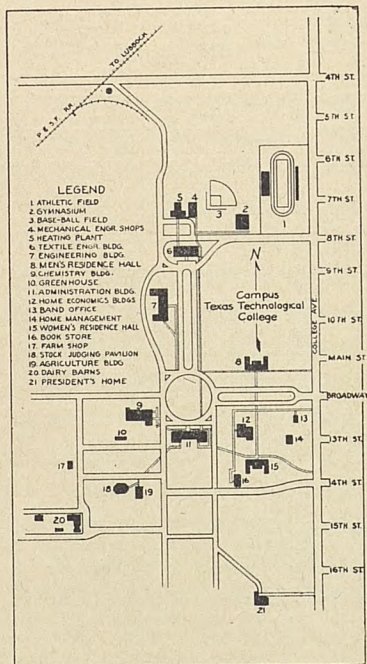 TO LUBBOCK
P. & S.F. RR
4TH ST.
5TH ST.
6TH ST.
7TH ST.
8TH ST.
9TH ST.
10TH ST.
MAIN ST.
BROADWAY
13TH ST.
14TH ST.
15TH ST.
16TH ST.
COLLEGE AVE.
LEGEND
1 ATHLETIC FIELD
2 GYMNASIUM
3 BASE-BALL FIELD
4 MECHANICAL ENGR. SHOPS
5 HEATING PLANT
6 TEXTILE ENGR. BLDG.
7 ENGINEERING BLDG.
8 MEN'S RESIDENCE HALL
9 CHEMISTRY BLDG.
10 GREEN HOUSE
11 ADMINISTRATION BLDG.
12 HOME ECONOMICS BLDGS
13 BAND OFFICE
14 HOME MANAGEMENT
15 WOMEN'S RESIDENCE HALL
16 BOOK STORE
17 FARM SHOP
18 STOCK JUDGING PAVILION
19 AGRICULTURE BLDG
20 DAIRY BARNS
21 PRESIDENT'S HOME
N
Campus
Texas Technological
College
5
4
3
2
1
6
7
8
9
10
11
12
13
14
15
16
17
18
19
20
21